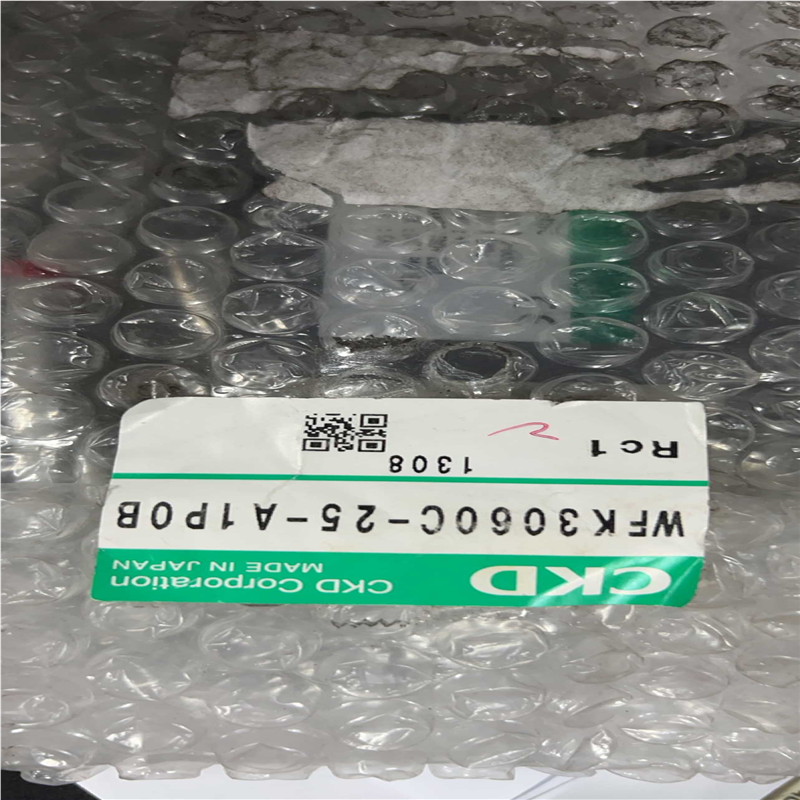 CKD CKD Corporation
MADE IN JAPAN
WFK3060C-25-A1P0B
1308
Rc1